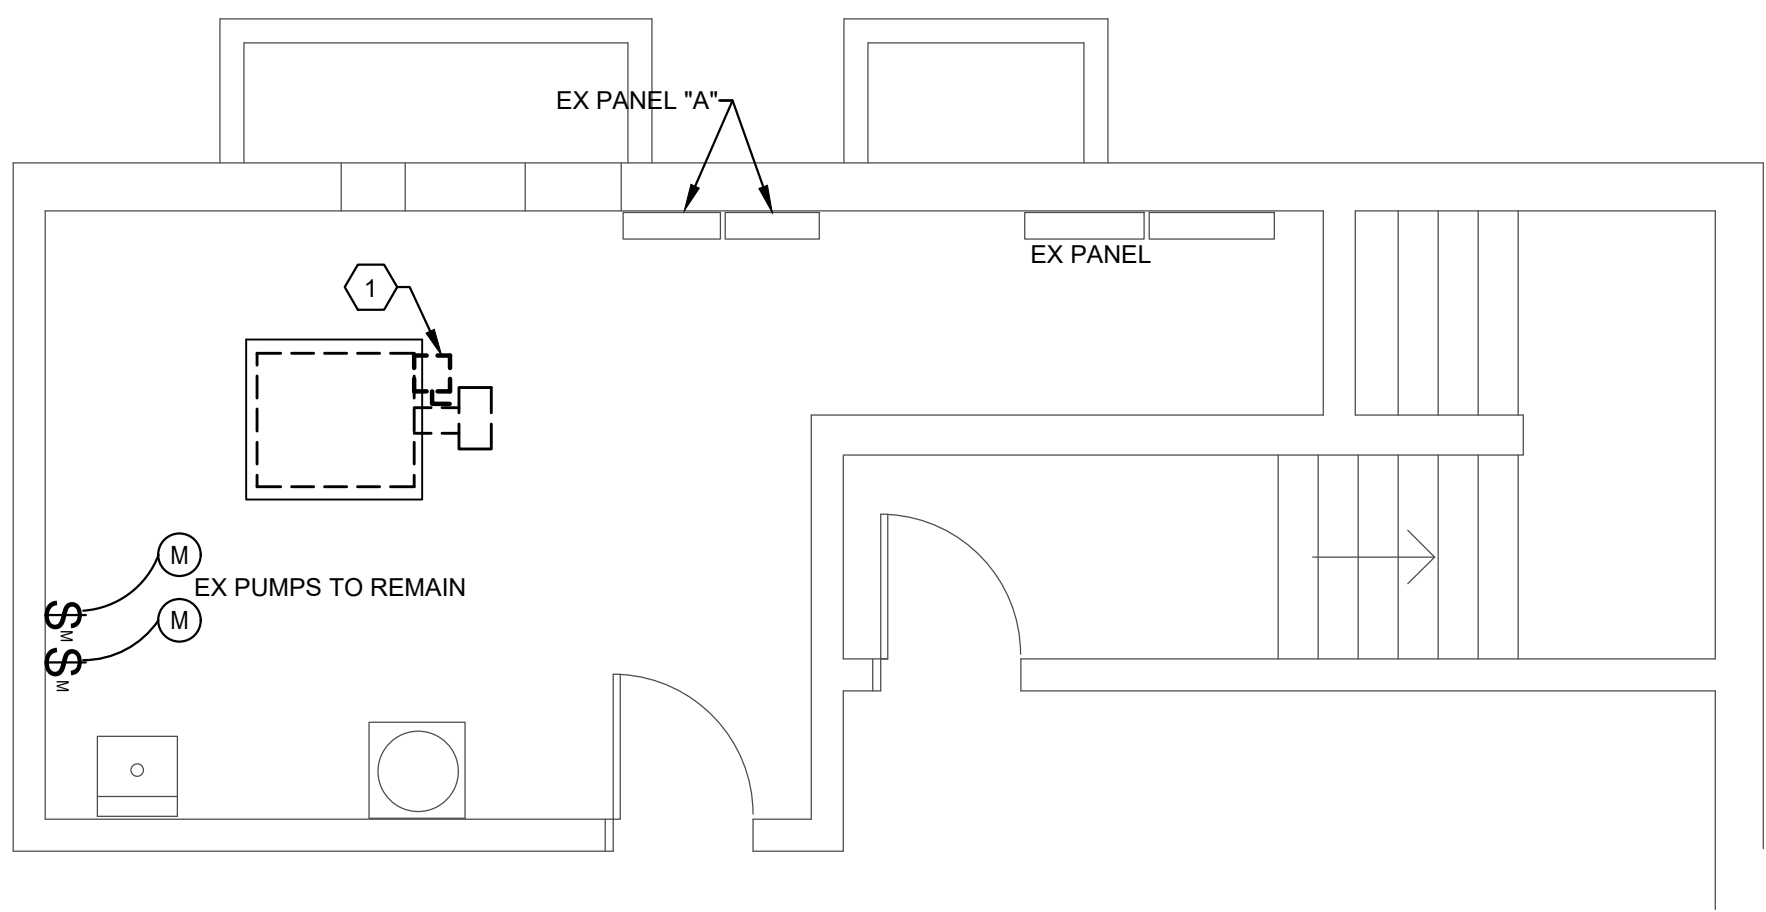 EX PANEL "A"
EX PANEL
1
M
EX PUMPS TO REMAIN
M
$M
$M